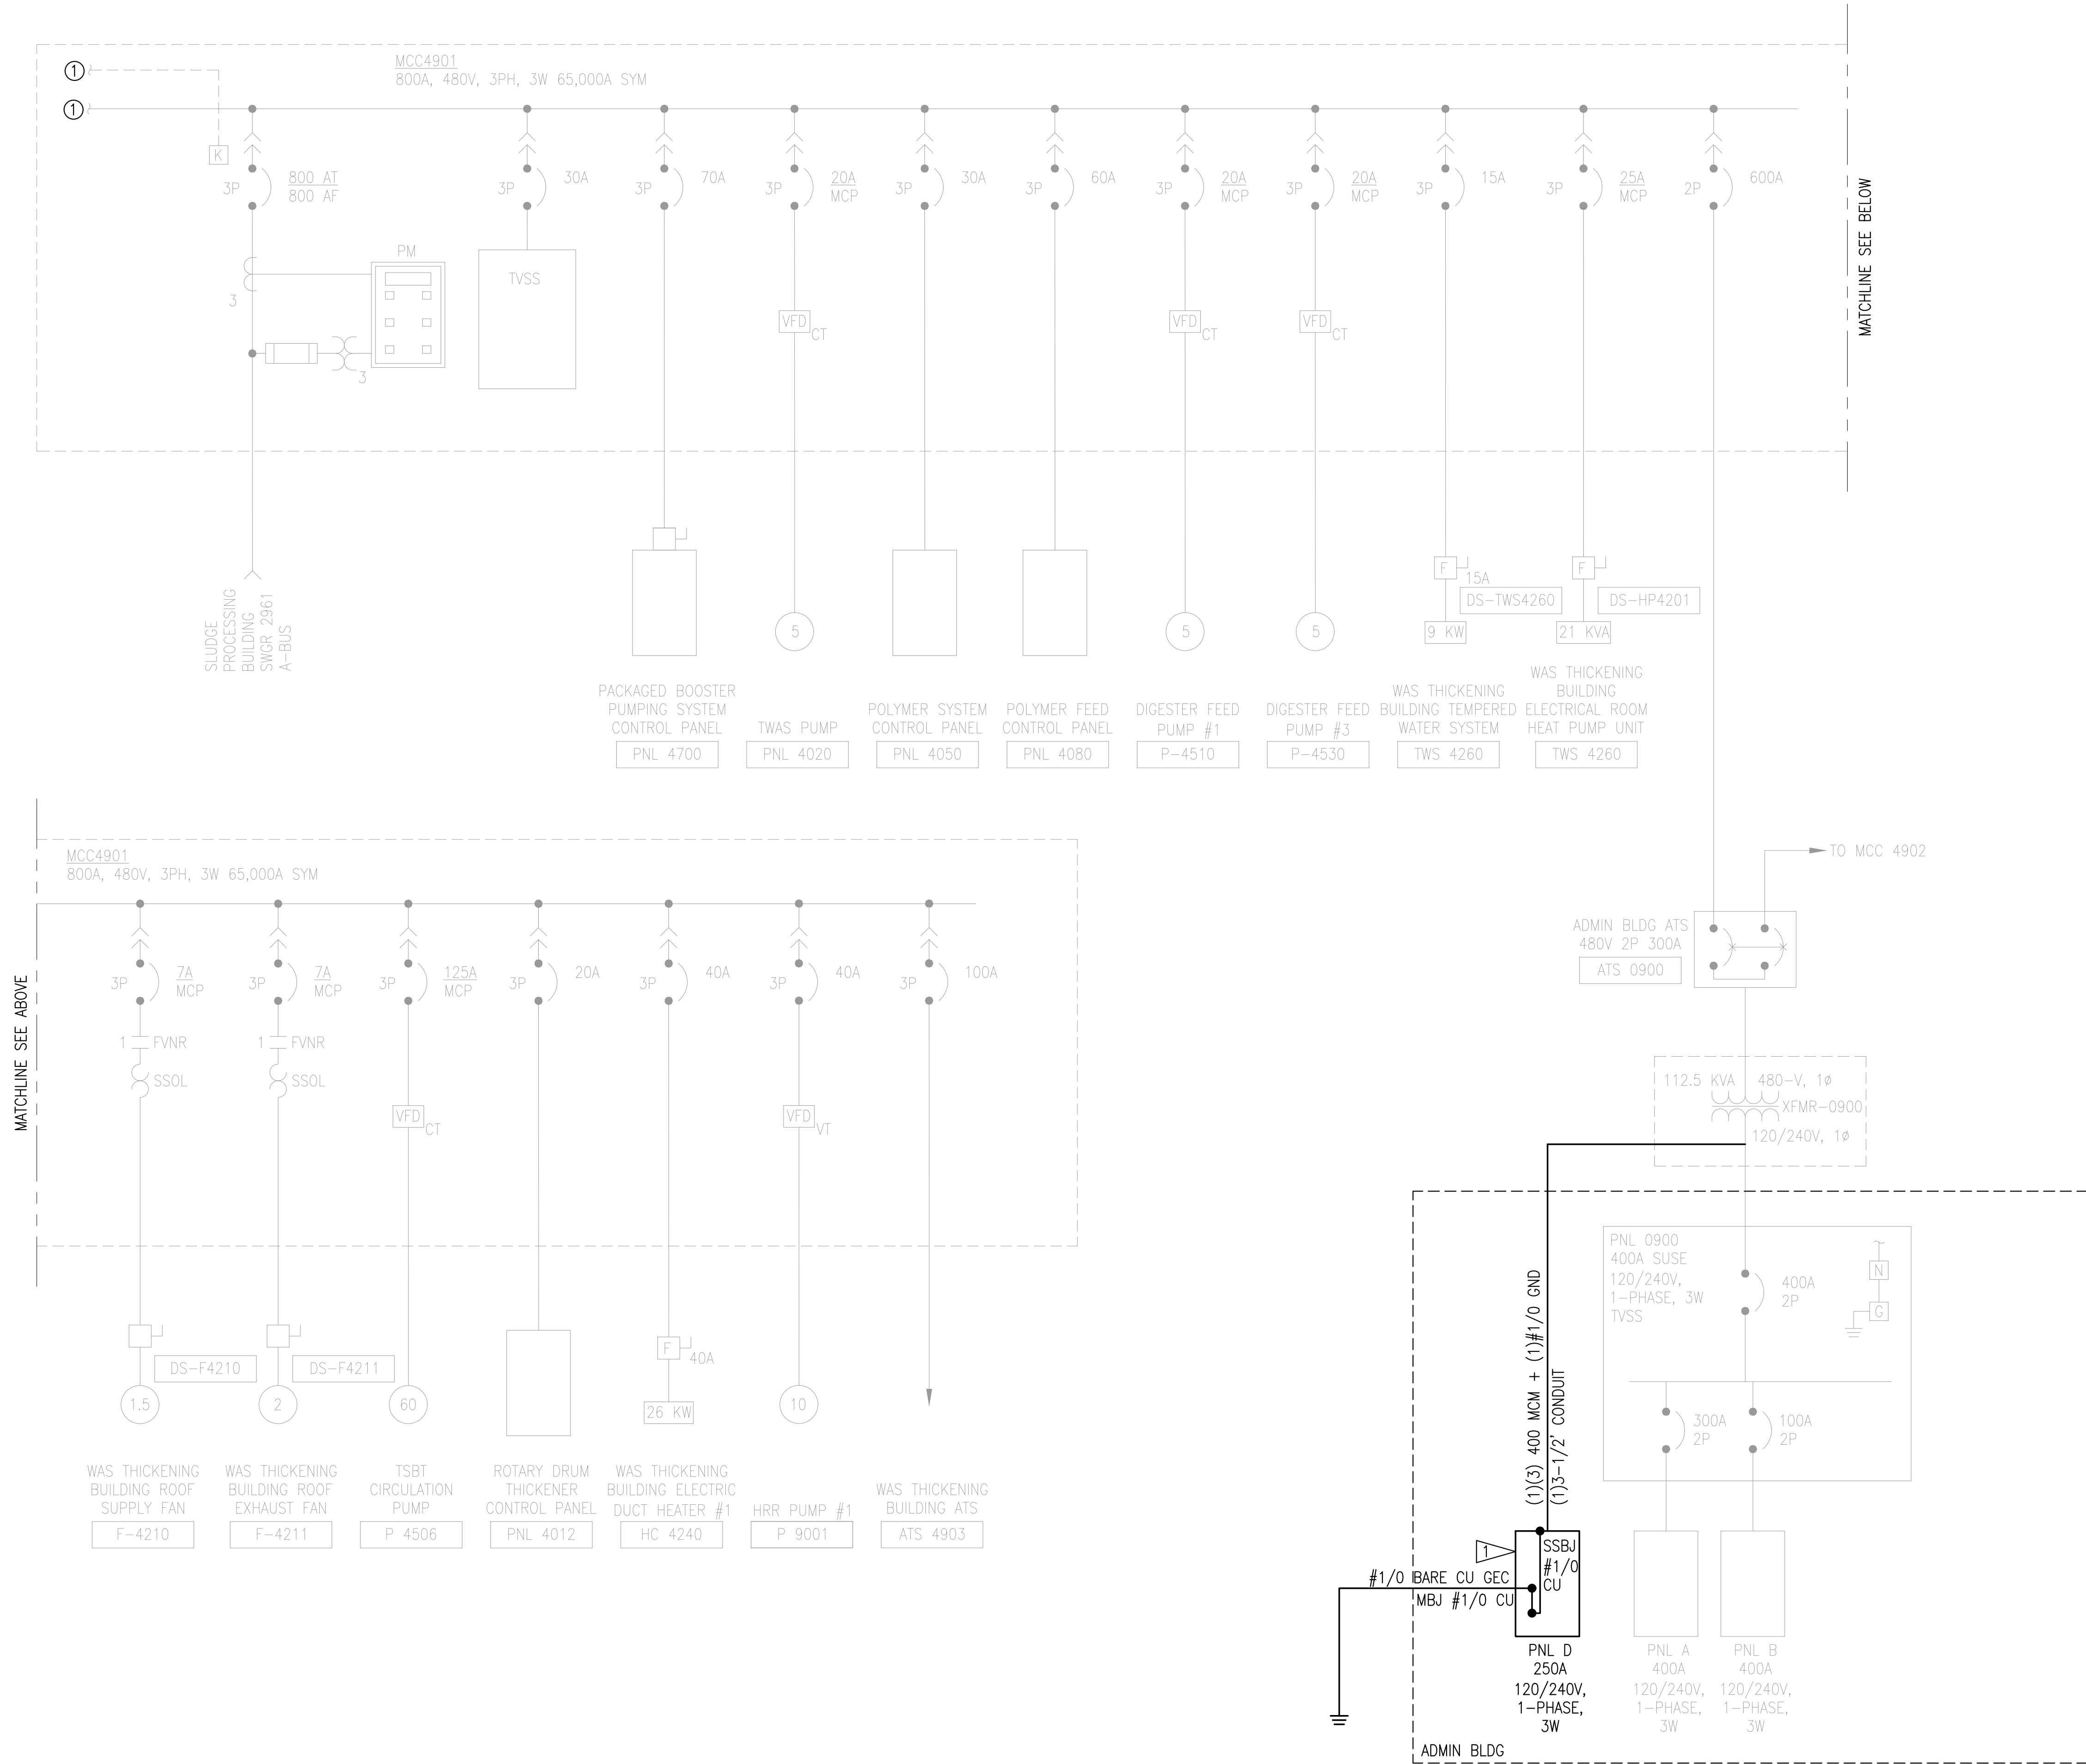 1
MCC4901
800A, 480V, 3PH, 3W 65,000A SYM
1
K
3P
800 AT
800 AF
3P
30A
3P
70A
3P
20A
MCP
3P
30A
3P
60A
3P
20A
MCP
3P
20A
MCP
3P
15A
3P
25A
MCP
2P
600A
MATCHLINE SEE BELOW
PM
3
3
TVSS
VFD
CT
VFD
CT
VFD
CT
SLUDGE
PROCESSING
BUILDING
SWGR 2961
A-BUS
F
15A
DS-TWS4260
F
DS-HP4201
5
5
5
9 KW
21 KVA
PACKAGED BOOSTER
PUMPING SYSTEM
CONTROL PANEL
PNL 4700
TWAS PUMP
PNL 4020
POLYMER SYSTEM
CONTROL PANEL
PNL 4050
POLYMER FEED
CONTROL PANEL
PNL 4080
DIGESTER FEED
PUMP #1
P-4510
DIGESTER FEED
PUMP #3
P-4530
WAS THICKENING
BUILDING TEMPERED
WATER SYSTEM
TWS 4260
WAS THICKENING
BUILDING
ELECTRICAL ROOM
HEAT PUMP UNIT
TWS 4260
MATCHLINE SEE ABOVE
MCC4901
800A, 480V, 3PH, 3W 65,000A SYM
3P
7A
MCP
3P
7A
MCP
3P
125A
MCP
3P
20A
3P
40A
3P
40A
3P
100A
1
FVNR
SSOL
1
FVNR
SSOL
VFD
CT
VFD
VT
DS-F4210
DS-F4211
F
40A
1.5
2
60
26 KW
10
WAS THICKENING
BUILDING ROOF
SUPPLY FAN
F-4210
WAS THICKENING
BUILDING ROOF
EXHAUST FAN
F-4211
TSBT
CIRCULATION
PUMP
P 4506
ROTARY DRUM
THICKENER
CONTROL PANEL
PNL 4012
WAS THICKENING
BUILDING ELECTRIC
DUCT HEATER #1
HC 4240
HRR PUMP #1
P 9001
WAS THICKENING
BUILDING ATS
ATS 4903
TO MCC 4902
ADMIN BLDG ATS
480V 2P 300A
ATS 0900
112.5 KVA
480-V, 1ø
XFMR-0900
120/240V, 1ø
PNL 0900
400A SUSE
120/240V,
1-PHASE, 3W
TVSS
400A
2P
N
G
300A
2P
100A
2P
(1)(3) 400 MCM + (1)#1/0 GND
(1)3-1/2' CONDUIT
1
SSBJ
#1/0
CU
#1/0 BARE CU GEC
MBJ #1/0 CU
PNL D
250A
120/240V,
1-PHASE,
3W
PNL A
400A
120/240V,
1-PHASE,
3W
PNL B
400A
120/240V,
1-PHASE,
3W
ADMIN BLDG